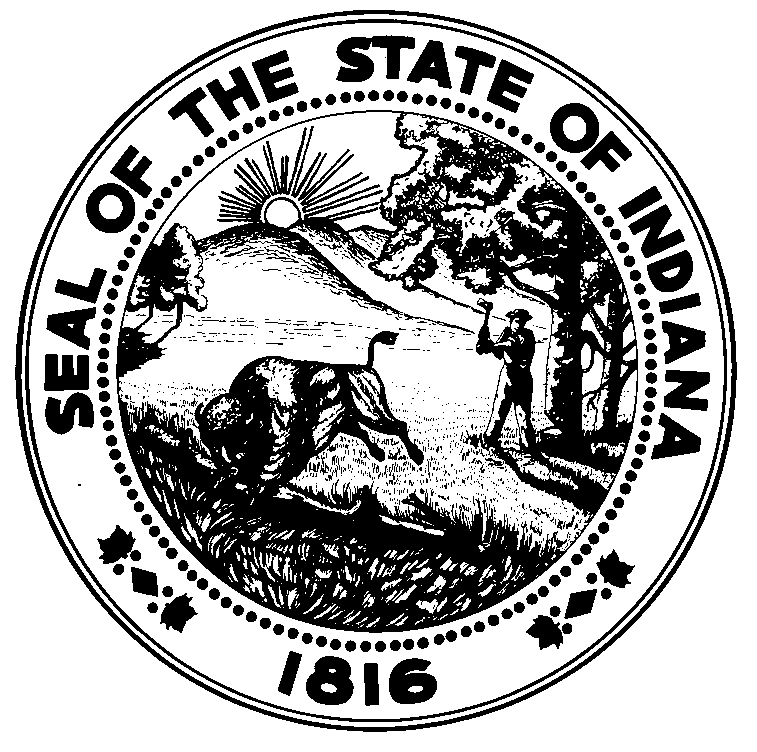 SEAL OF THE STATE OF INDIANA
1816